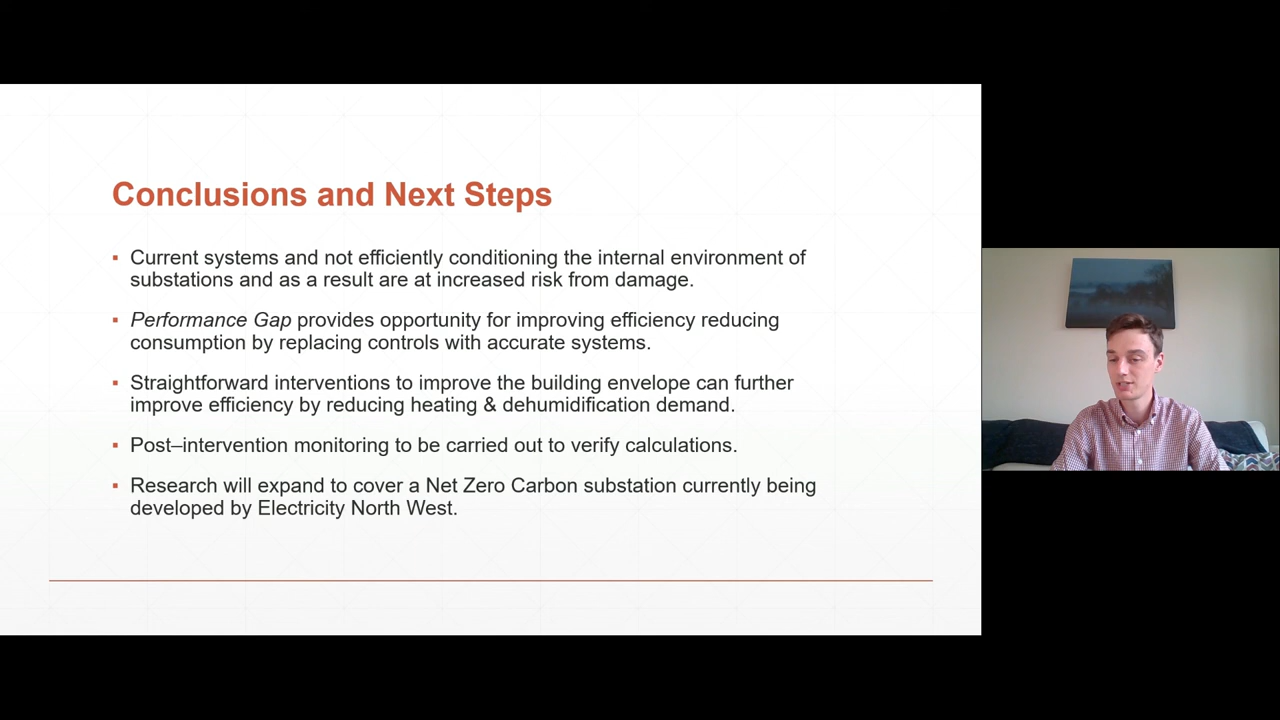 Conclusions and Next Steps
▪ Current systems and not efficiently conditioning the internal environment of
substations and as a result are at increased risk from damage.
▪ Performance Gap provides opportunity for improving efficiency reducing
consumption by replacing controls with accurate systems.
▪ Straightforward interventions to improve the building envelope can further
improve efficiency by reducing heating & dehumidification demand.
▪ Post–intervention monitoring to be carried out to verify calculations.
▪ Research will expand to cover a Net Zero Carbon substation currently being
developed by Electricity North West.